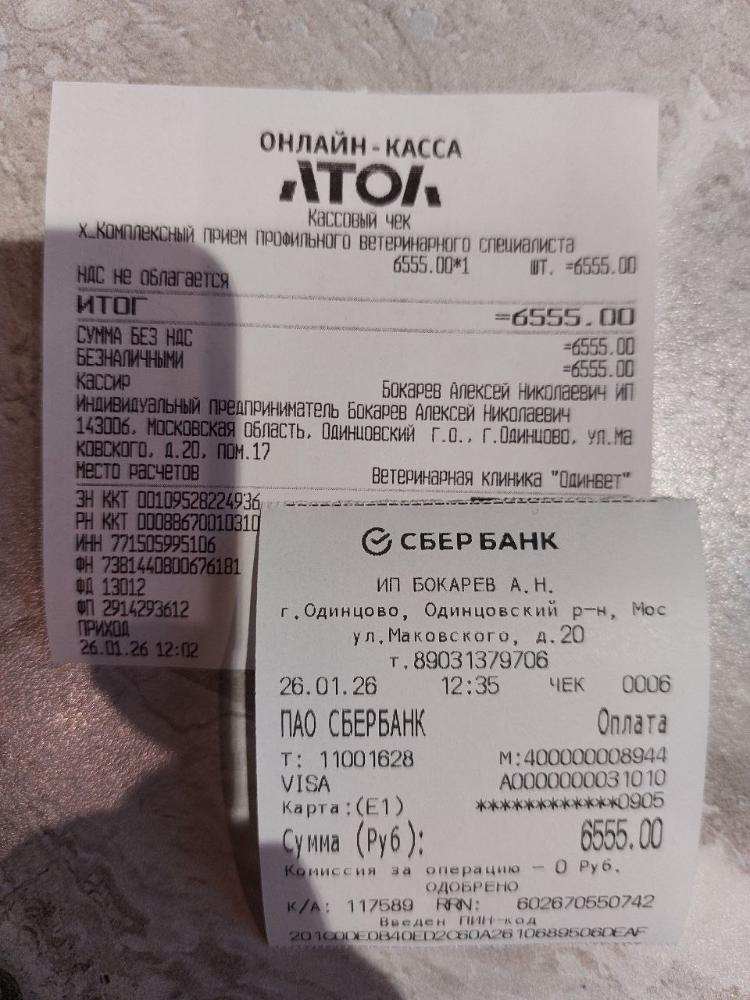 ОНЛАЙН-КАССА
АТОЛ
Кассовый чек
Х_Комплексный прием профильного ветеринарного специалиста
6555.00*1 шт. =6555.00
НДС не облагается
ИТОГ =6555.00
СУММА БЕЗ НДС =6555.00
БЕЗНАЛИЧНЫМИ =6555.00
Кассир Бокарев Алексей Николаевич ИП
Индивидуальный предприниматель Бокарев Алексей Николаевич
143006, Московская область, Одинцовский г.о., г.Одинцово, ул.Ма
ковского, д.20, пом.17
Место расчетов Ветеринарная клиника "Одинвет"
ЗН ККТ 00109528224936
РН ККТ 00088670010310
ИНН 771505995106
ФН 7381440800676181
ФД 13012
ФП 2914293612
ПРИХОД
26.01.26 12:02
СБЕР БАНК
ИП БОКАРЕВ А.Н.
г.Одинцово, Одинцовский р-н, Мос
ул.Маковского, д.20
т.89031379706
26.01.26 12:35 ЧЕК 0006
ПАО СБЕРБАНК Оплата
Т: 11001628 М:400000008944
VISA A0000000031010
Карта:(E1) ************0905
Сумма (Руб): 6555.00
Комиссия за операцию — 0 Руб.
ОДОБРЕНО
К/А: 117589 RRN: 602670550742
Введен ПИН-код
201C0DE0B40ED2C60A26106895060EAF